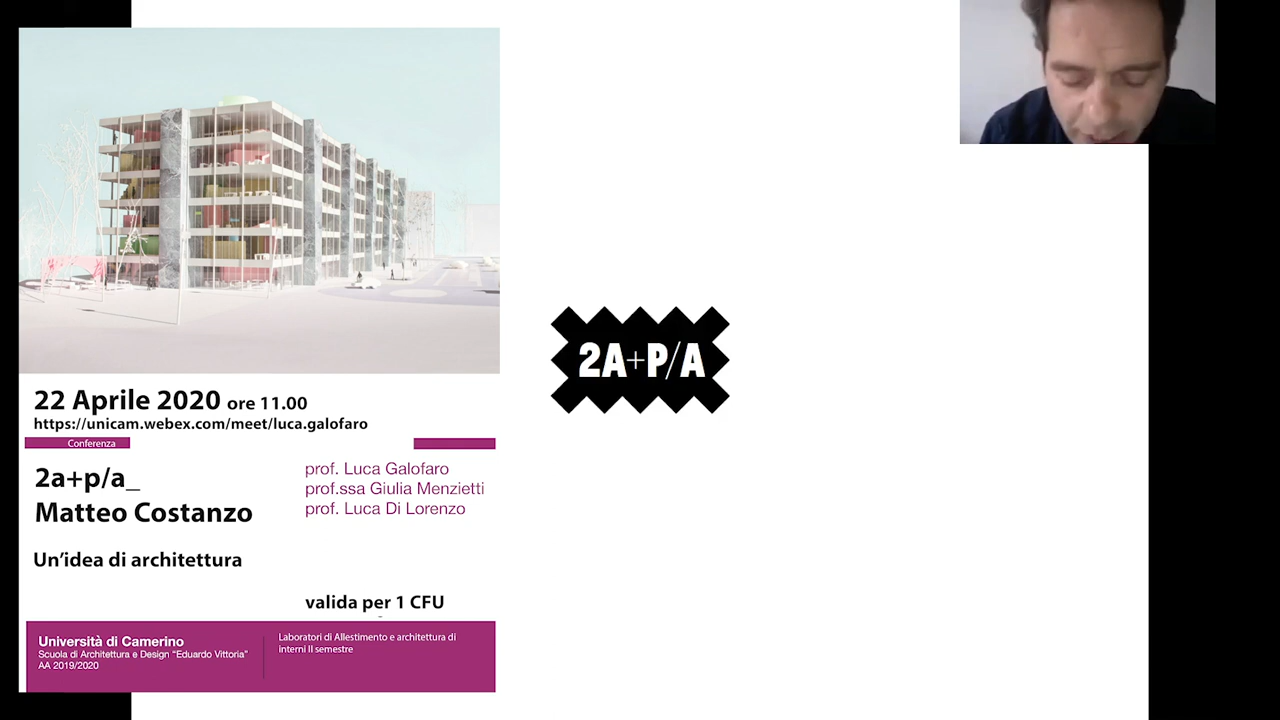 22 Aprile 2020 ore 11.00
https://unicam.webex.com/meet/luca.galofaro
Conferenza
2a+p/a_
Matteo Costanzo
prof. Luca Galofaro
prof.ssa Giulia Menzietti
prof. Luca Di Lorenzo
Un'idea di architettura
valida per 1 CFU
Università di Camerino
Scuola di Architettura e Design "Eduardo Vittoria"
AA 2019/2020
Laboratori di Allestimento e architettura di
interni II semestre
2A+P/A